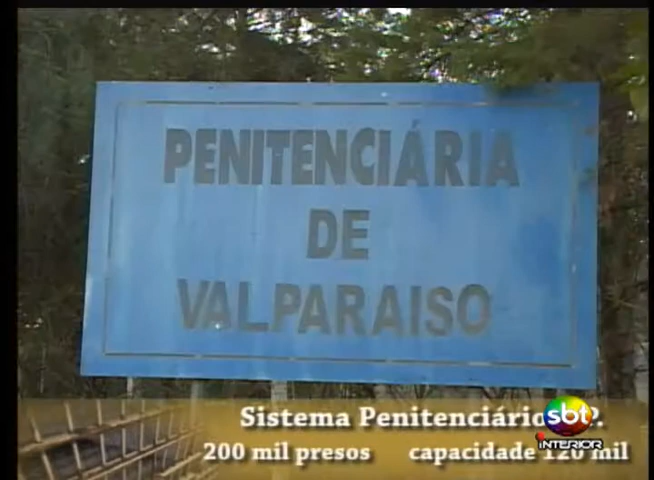 PENITENCIÁRIA
DE
VALPARAISO
Sistema Penitenciário P.
200 mil presos capacidade 120 mil
sbt
INTERIOR